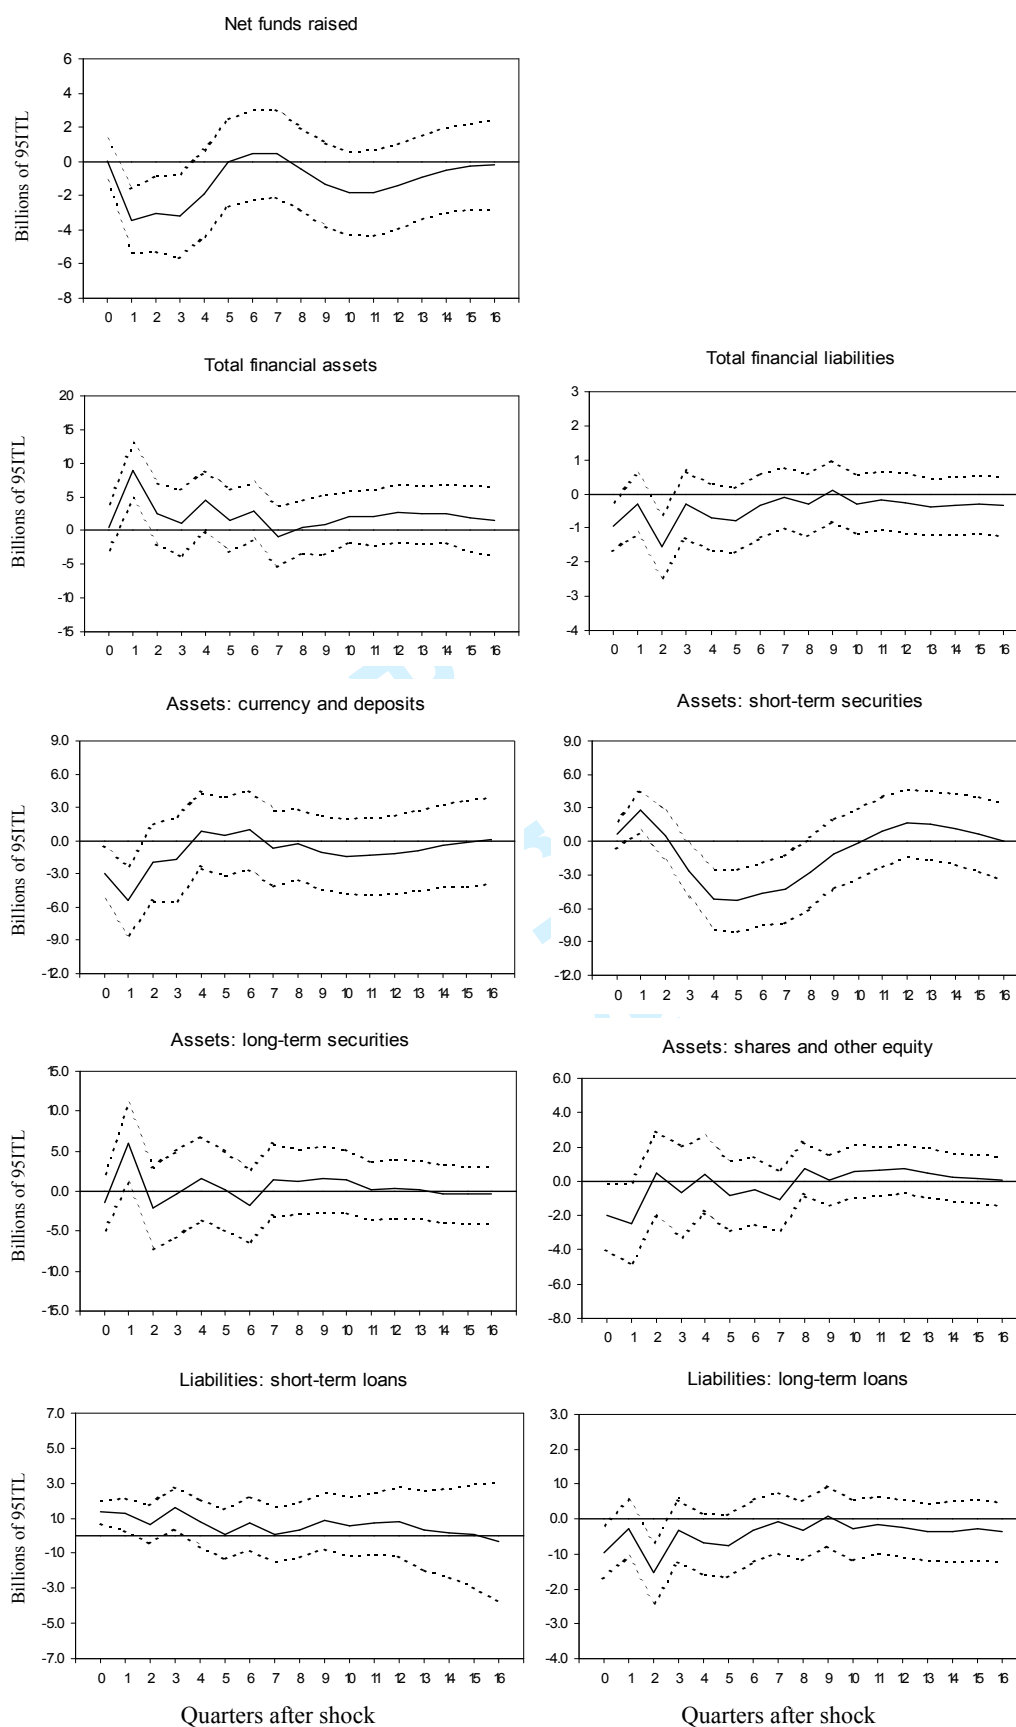 Net funds raised
Billions of 95ITL
6
4
2
0
-2
-4
-6
-8
0 1 2 3 4 5 6 7 8 9 10 11 12 13 14 15 16
Total financial assets
Billions of 95ITL
20
15
10
5
0
-5
-10
-15
0 1 2 3 4 5 6 7 8 9 10 11 12 13 14 15 16
Total financial liabilities
3
2
1
0
-1
-2
-3
-4
0 1 2 3 4 5 6 7 8 9 10 11 12 13 14 15 16
Assets: currency and deposits
Billions of 95ITL
9.0
6.0
3.0
0.0
-3.0
-6.0
-9.0
-12.0
0 1 2 3 4 5 6 7 8 9 10 11 12 13 14 15 16
Assets: short-term securities
9.0
6.0
3.0
0.0
-3.0
-6.0
-9.0
-12.0
0 1 2 3 4 5 6 7 8 9 10 11 12 13 14 15 16
Assets: long-term securities
Billions of 95ITL
15.0
10.0
5.0
0.0
-5.0
-10.0
-15.0
0 1 2 3 4 5 6 7 8 9 10 11 12 13 14 15 16
Assets: shares and other equity
6.0
4.0
2.0
0.0
-2.0
-4.0
-6.0
-8.0
0 1 2 3 4 5 6 7 8 9 10 11 12 13 14 15 16
Liabilities: short-term loans
Billions of 95ITL
7.0
5.0
3.0
1.0
-1.0
-3.0
-5.0
-7.0
0 1 2 3 4 5 6 7 8 9 10 11 12 13 14 15 16
Quarters after shock
Liabilities: long-term loans
3.0
2.0
1.0
0.0
-1.0
-2.0
-3.0
-4.0
0 1 2 3 4 5 6 7 8 9 10 11 12 13 14 15 16
Quarters after shock